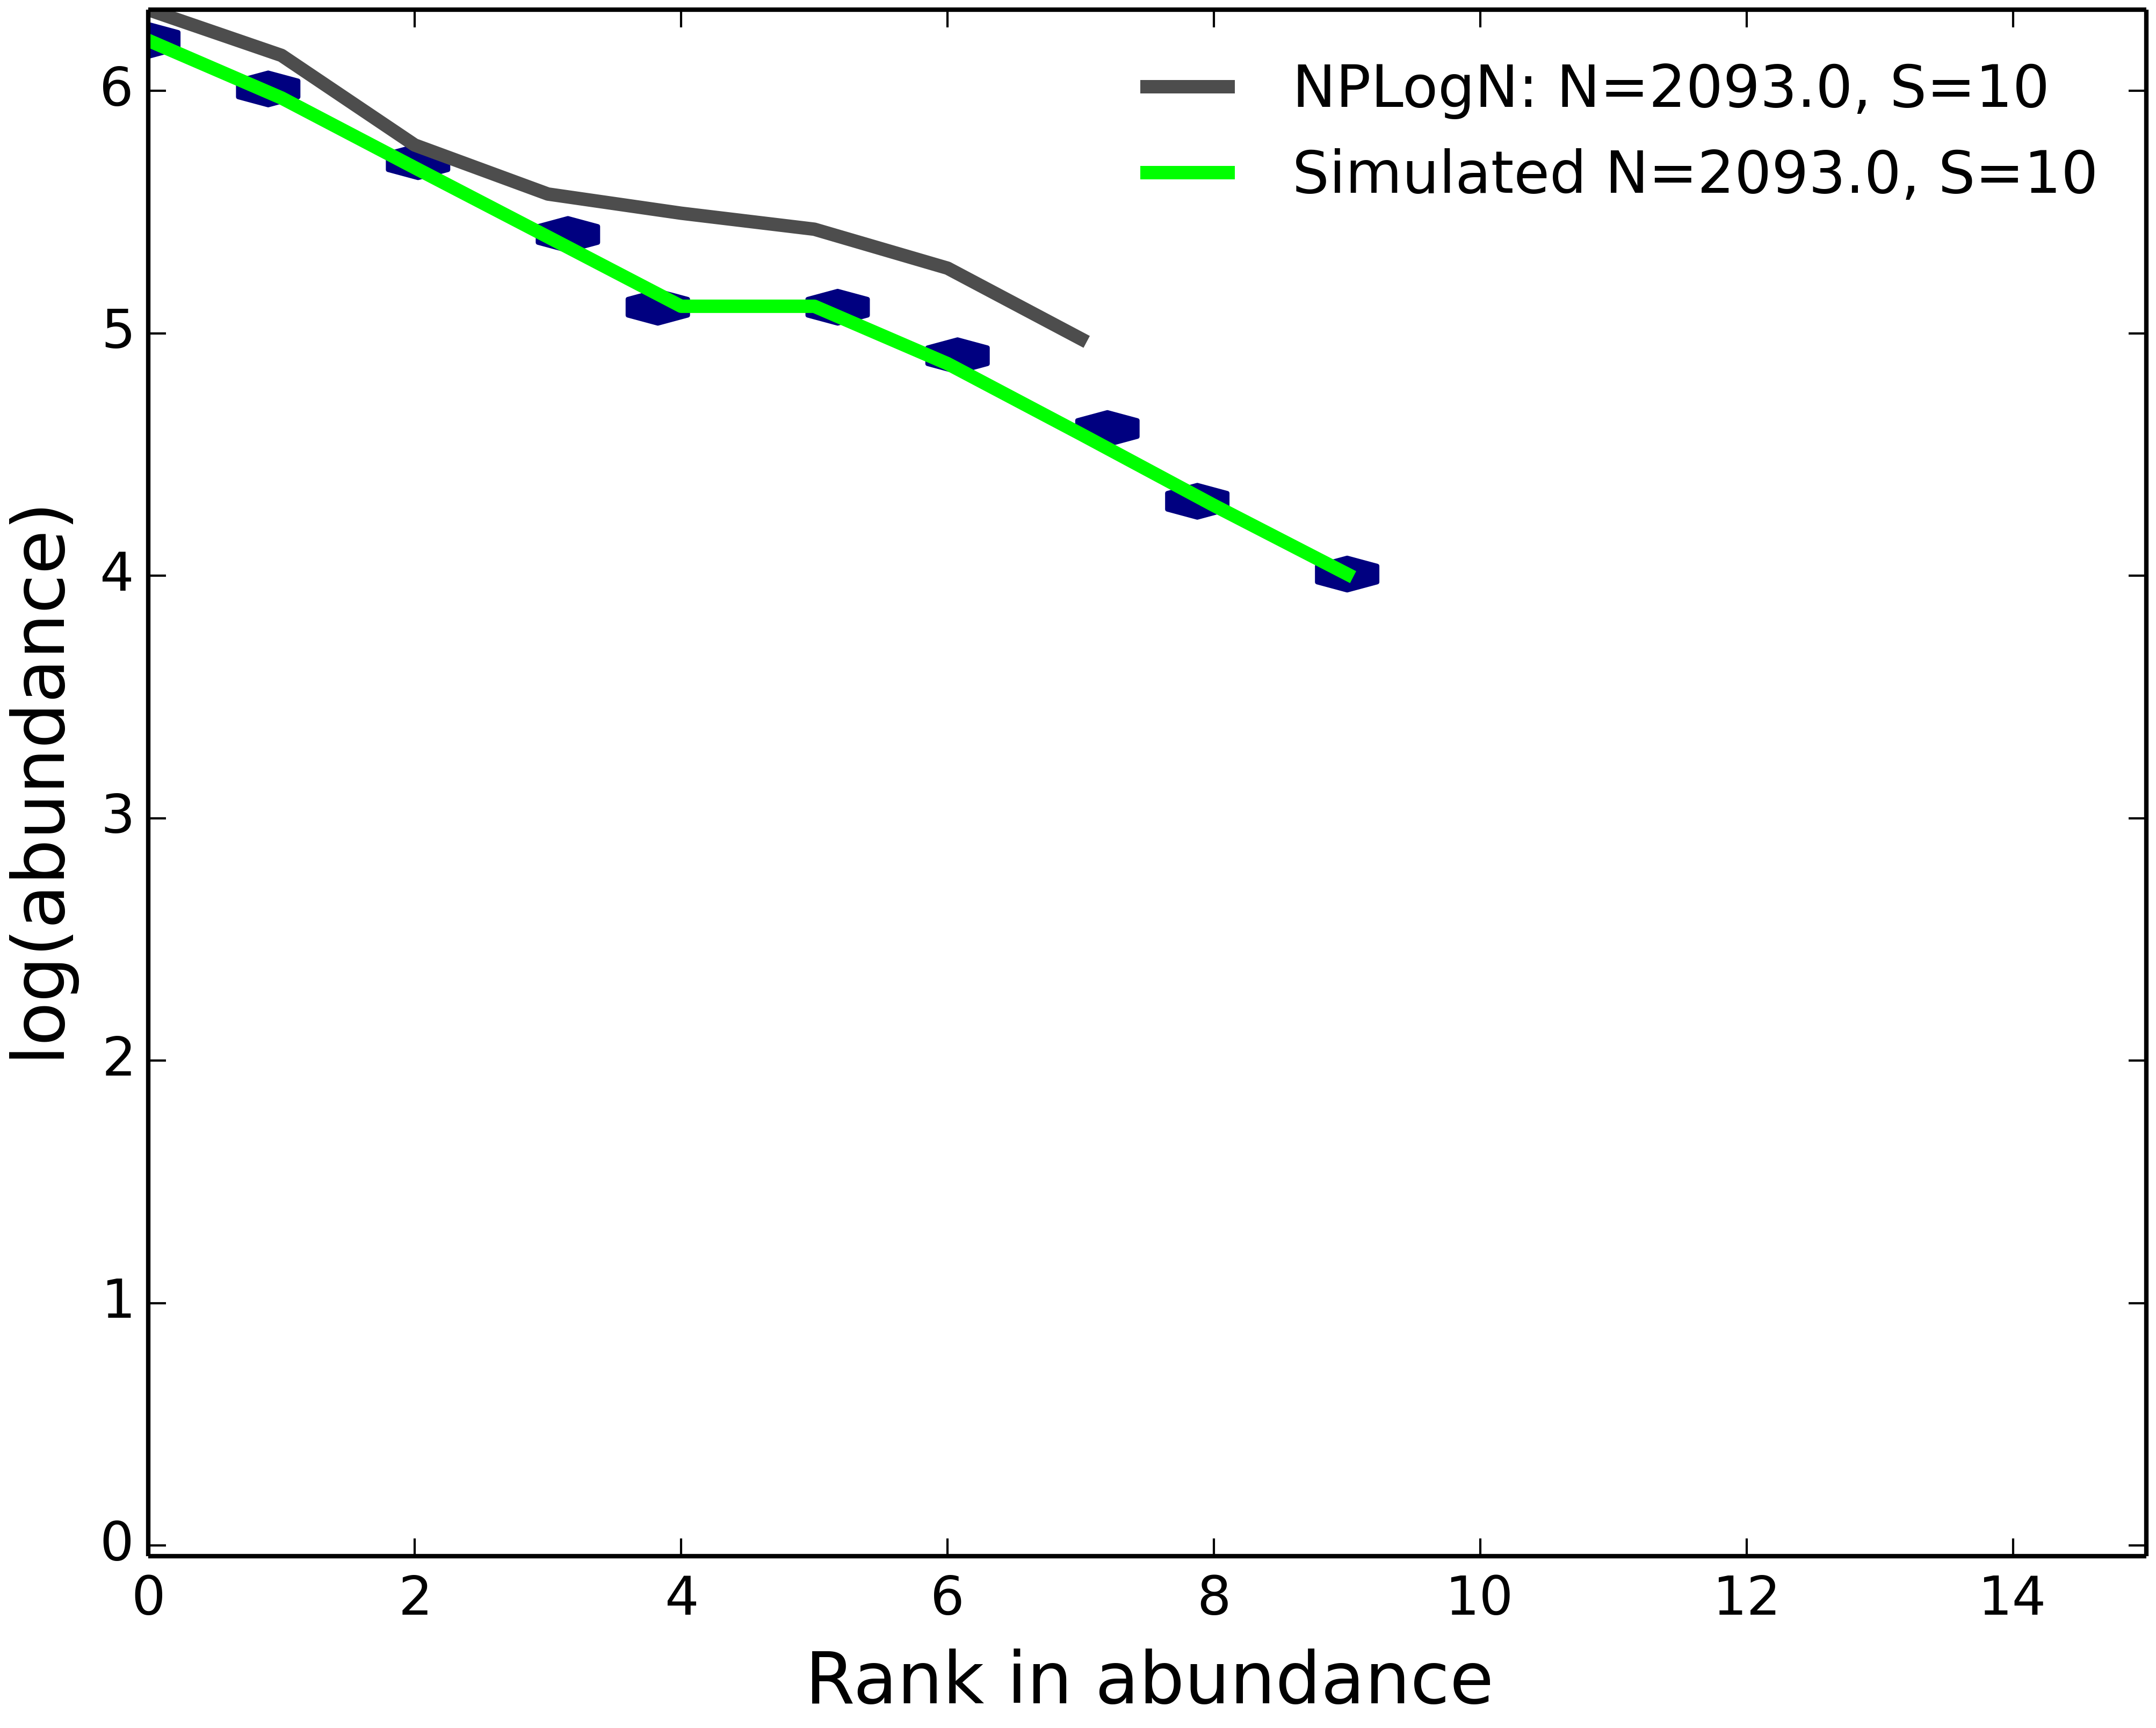 NPLogN: N=2093.0, S=10
Simulated N=2093.0, S=10
log(abundance)
6
5
4
3
2
1
0
0 2 4 6 8 10 12 14
Rank in abundance